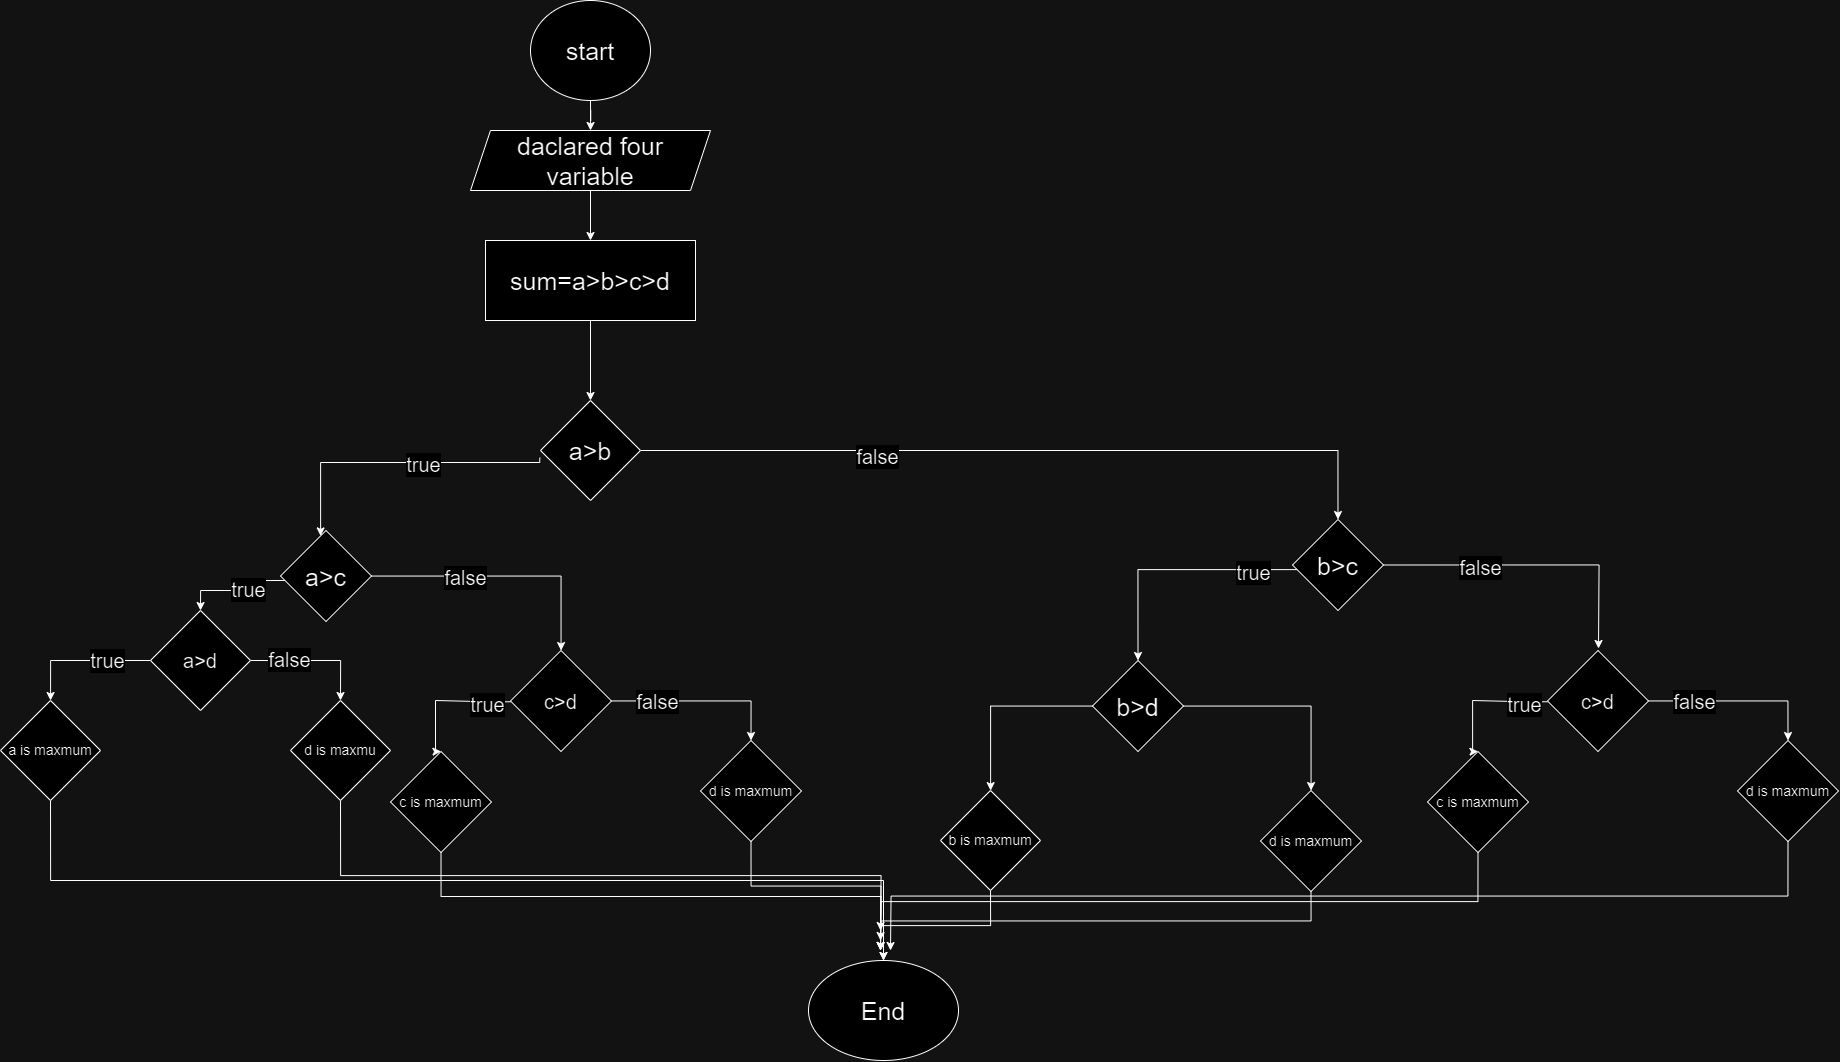 start
daclared four
variable
sum=a>b>c>d
a>b
true
false
a>c
true
false
b>c
true
false
a>d
true
false
c>d
true
false
b>d
c>d
true
false
a is maxmum
d is maxmu
c is maxmum
d is maxmum
b is maxmum
d is maxmum
c is maxmum
d is maxmum
End